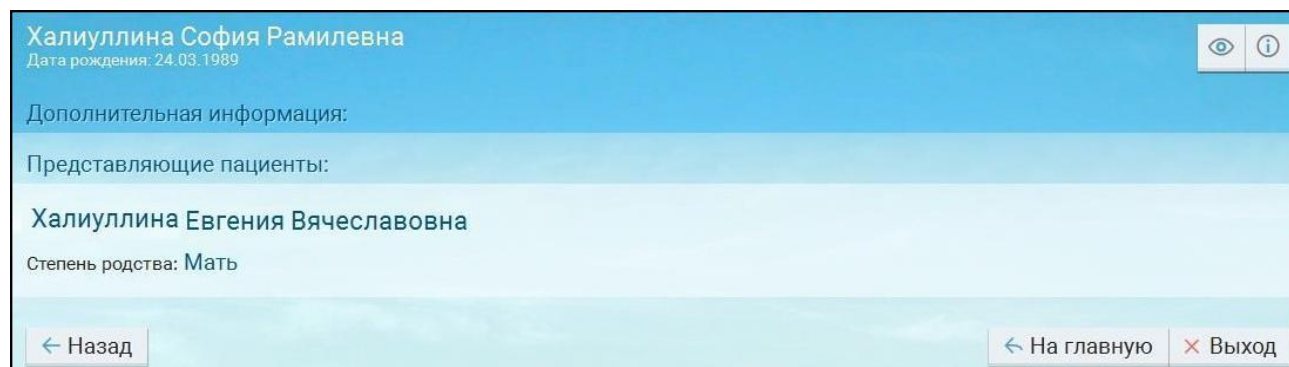 Халиуллина София Рамилевна
Дата рождения: 24.03.1989
Дополнительная информация:
Представляющие пациенты:
Халиуллина Евгения Вячеславовна
Степень родства: Мать
Назад
На главную
Выход